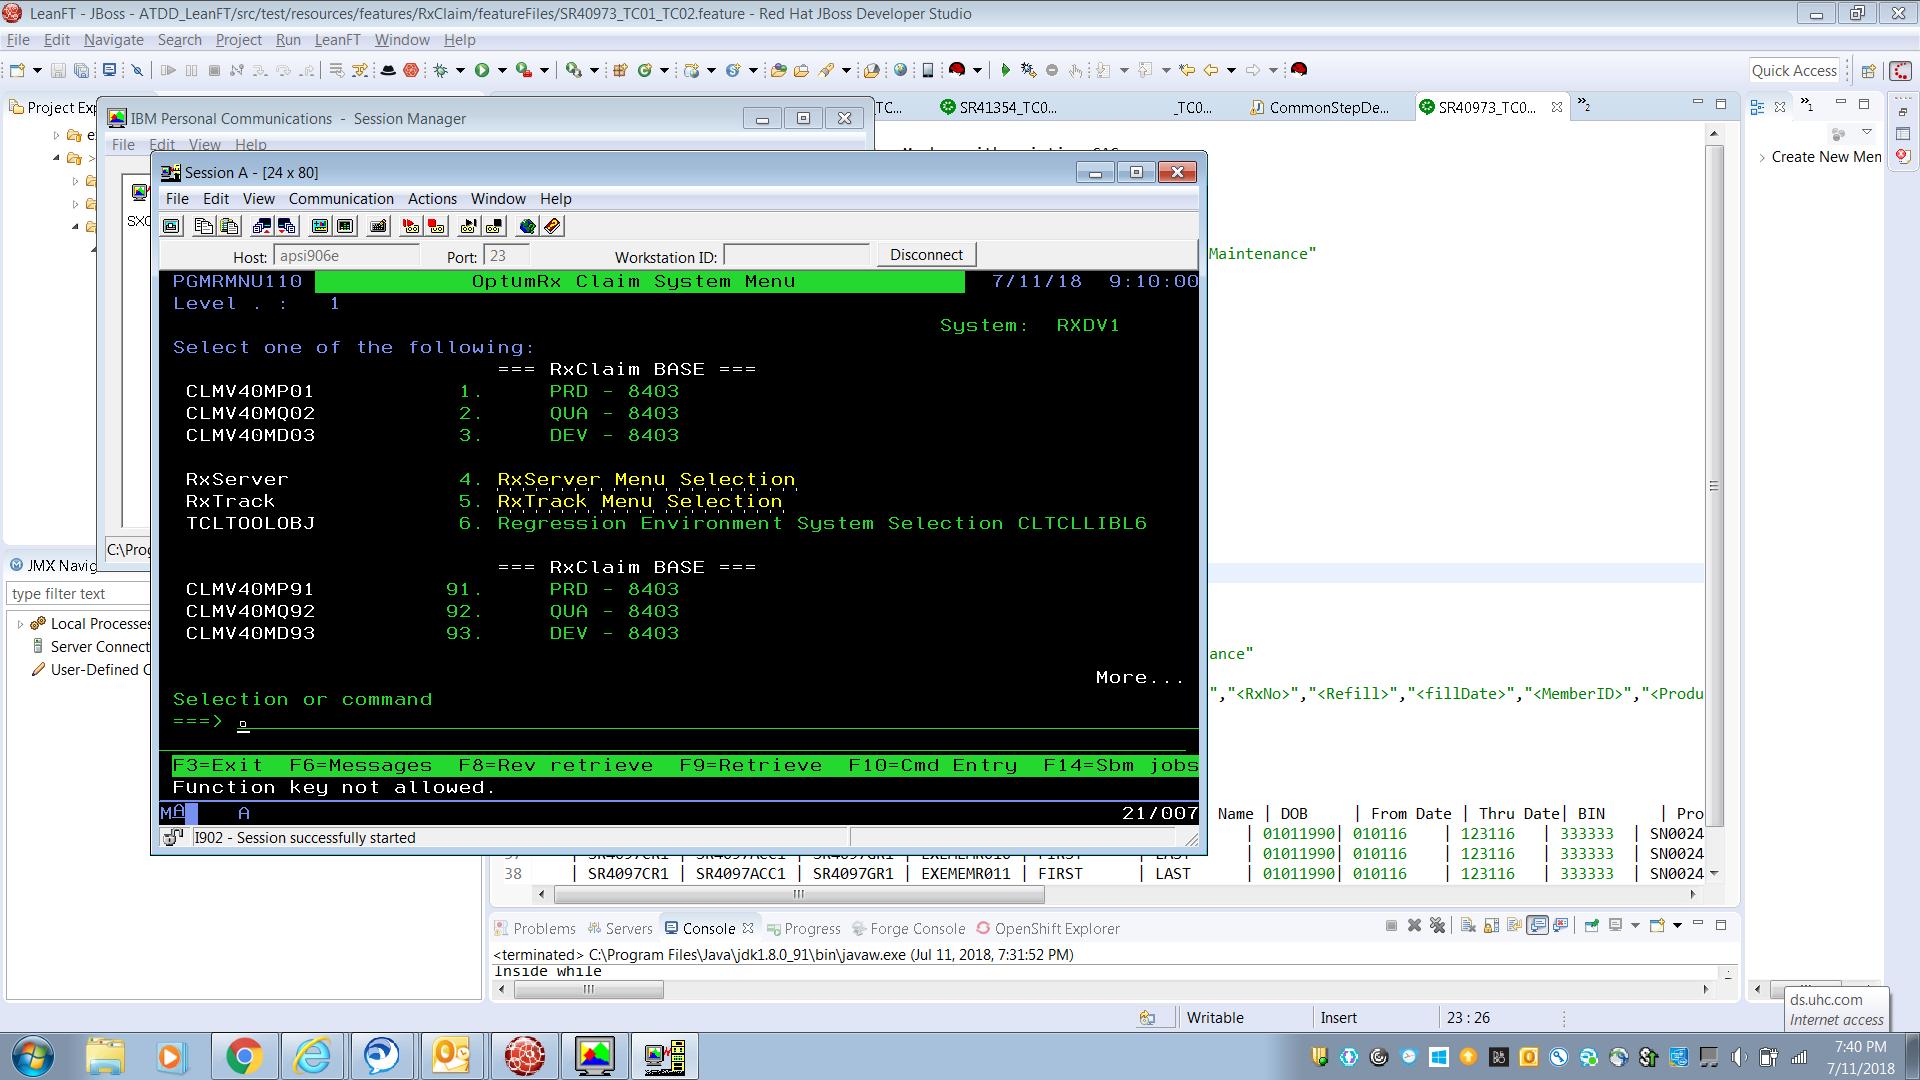 LeanFT - JBoss - ATDD_LeanFT/src/test/resources/features/RxClaim/featureFiles/SR40973_TC01_TC02.feature - Red Hat JBoss Developer Studio
File Edit Navigate Search Project Run LeanFT Window Help
Quick Access
Project Exp
TC...
SR41354_TC0...
_TC0...
CommonStepDe...
SR40973_TC0...
»2
»1
IBM Personal Communications - Session Manager
File Edit View Help
Create New Men
Session A - [24 x 80]
File Edit View Communication Actions Window Help
Host: apsi906e Port: 23 Workstation ID: Disconnect
Maintenance"
PGMRMNU110 OptumRx Claim System Menu 7/11/18 9:10:00
Level . : 1
System: RXDV1
Select one of the following:
=== RxClaim BASE ===
CLMV40MP01 1. PRD - 8403
CLMV40MQ02 2. QUA - 8403
CLMV40MD03 3. DEV - 8403
RxServer 4. RxServer Menu Selection
RxTrack 5. RxTrack Menu Selection
TCLTOOLOBJ 6. Regression Environment System Selection CLTCLLIBL6
=== RxClaim BASE ===
CLMV40MP91 91. PRD - 8403
CLMV40MQ92 92. QUA - 8403
CLMV40MD93 93. DEV - 8403
More...
Selection or command
===>
F3=Exit F6=Messages F8=Rev retrieve F9=Retrieve F10=Cmd Entry F14=Sbm jobs
Function key not allowed.
MA A 21/007
I902 - Session successfully started
C:\Prog
JMX Navig
type filter text
Local Processes
Server Connect
User-Defined C
ance"
","<RxNo>","<Refill>","<fillDate>","<MemberID>","<Produ
Name | DOB | From Date | Thru Date| BIN | Pro
| 01011990| 010116 | 123116 | 333333 | SN0024
| 01011990| 010116 | 123116 | 333333 | SN0024
38 | SR4097CR1 | SR4097ACC1 | SR4097GR1 | EXEMEMR011 | FIRST | LAST | 01011990| 010116 | 123116 | 333333 | SN0024
Problems Servers Console Progress Forge Console OpenShift Explorer
<terminated> C:\Program Files\Java\jdk1.8.0_91\bin\javaw.exe (Jul 11, 2018, 7:31:52 PM)
Inside while
ds.uhc.com
Internet access
Writable Insert 23 : 26
7:40 PM
7/11/2018